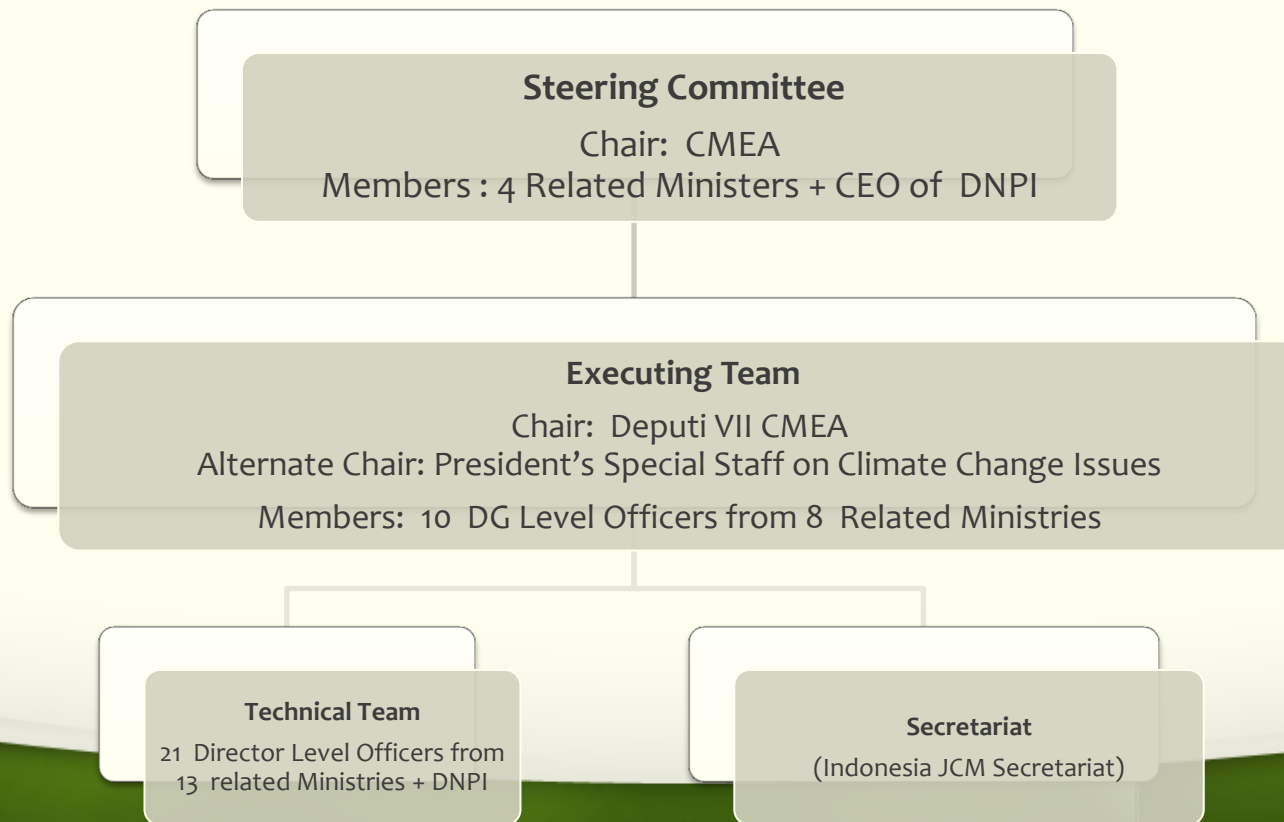 Steering Committee
Chair: CMEA
Members : 4 Related Ministers + CEO of DNPI
Executing Team
Chair: Deputi VII CMEA
Alternate Chair: President’s Special Staff on Climate Change Issues
Members: 10 DG Level Officers from 8 Related Ministries
Technical Team
21 Director Level Officers from
13 related Ministries + DNPI
Secretariat
(Indonesia JCM Secretariat)